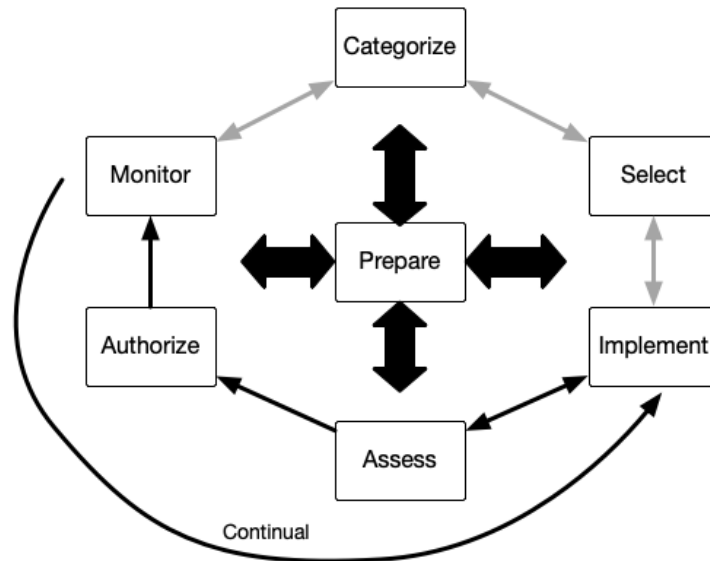 Categorize
Monitor
Select
Prepare
Authorize
Implement
Assess
Continual